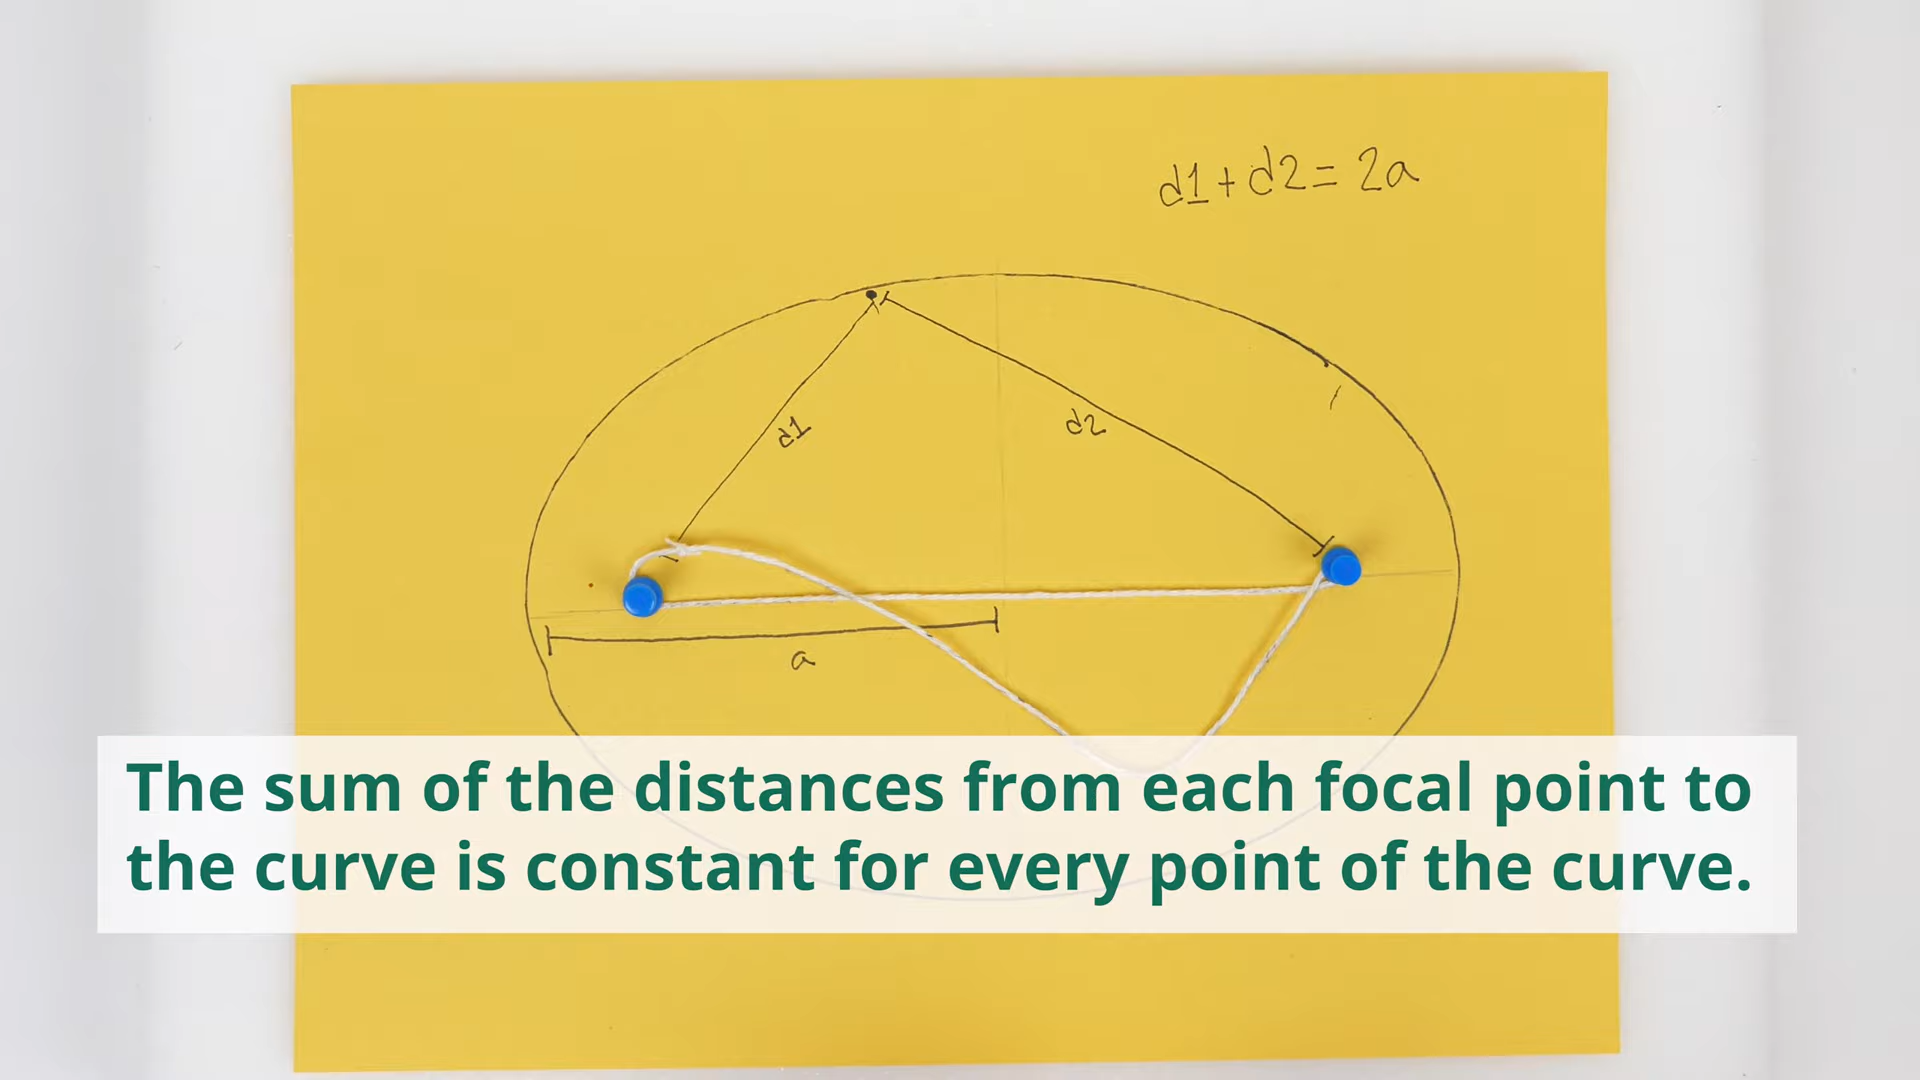 d1+d2=2a
d1
d2
a
The sum of the distances from each focal point to
the curve is constant for every point of the curve.